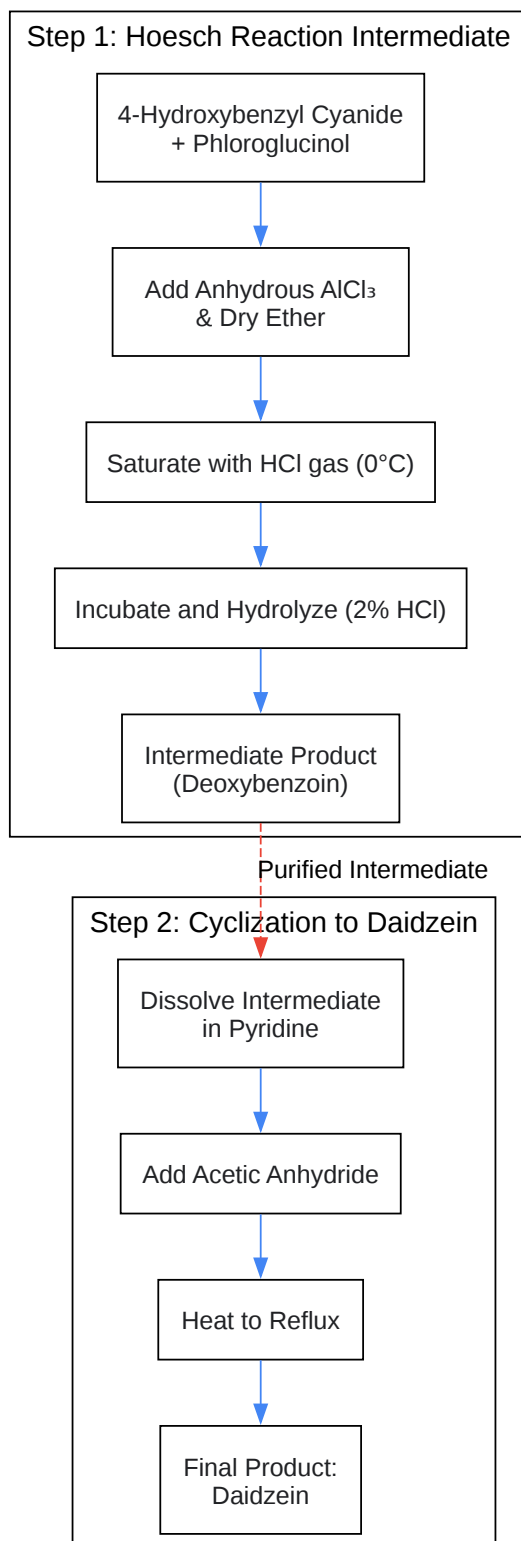 Step 1: Hoesch Reaction Intermediate
4-Hydroxybenzyl Cyanide
+ Phloroglucinol
Add Anhydrous AlCl₃
& Dry Ether
Saturate with HCl gas (0°C)
Incubate and Hydrolyze (2% HCl)
Intermediate Product
(Deoxybenzoin)
Purified Intermediate
Step 2: Cyclization to Daidzein
Dissolve Intermediate
in Pyridine
Add Acetic Anhydride
Heat to Reflux
Final Product:
Daidzein